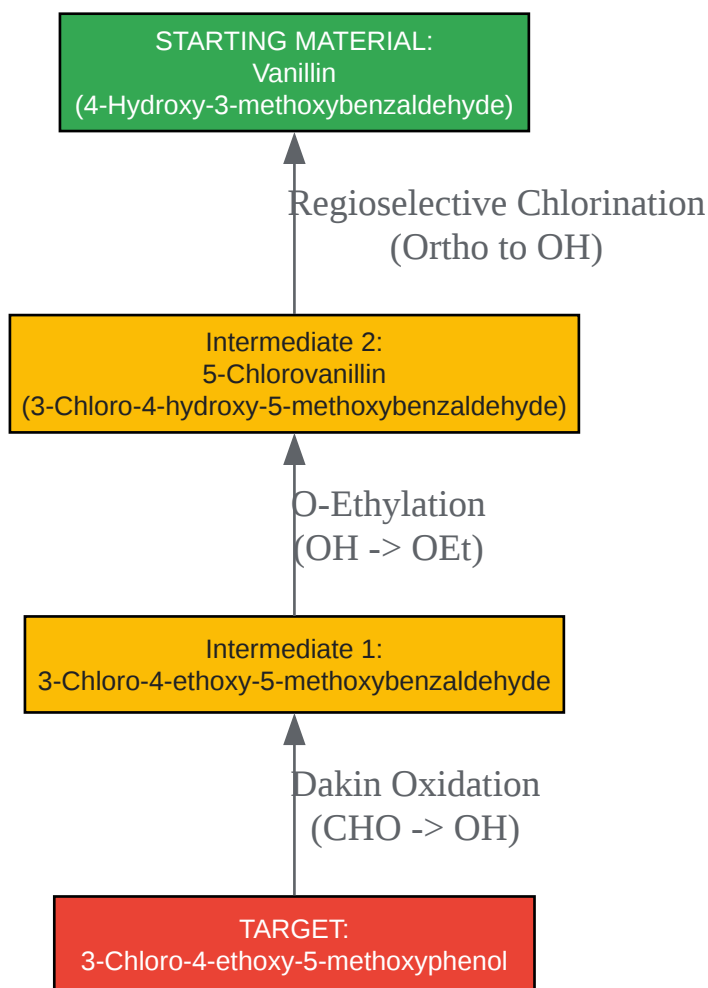 STARTING MATERIAL:
Vanillin
(4-Hydroxy-3-methoxybenzaldehyde)
Regioselective Chlorination
(Ortho to OH)
Intermediate 2:
5-Chlorovanillin
(3-Chloro-4-hydroxy-5-methoxybenzaldehyde)
O-Ethylation
(OH -> OEt)
Intermediate 1:
3-Chloro-4-ethoxy-5-methoxybenzaldehyde
Dakin Oxidation
(CHO -> OH)
TARGET:
3-Chloro-4-ethoxy-5-methoxyphenol